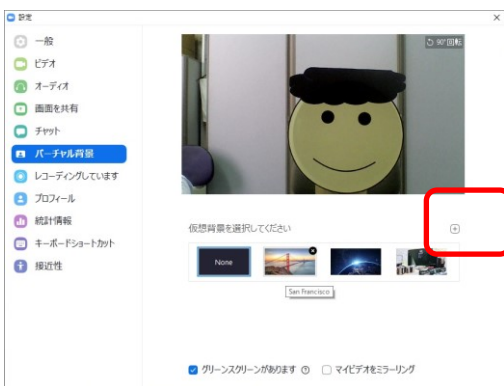 設定
一般
ビデオ
オーディオ
画面を共有
チャット
バーチャル背景
レコーディングしています
プロフィール
統計情報
キーボードショートカット
接近性
90°回転
仮想背景を選択してください
None
San Francisco
グリーンスクリーンがあります
マイビデオをミラーリング